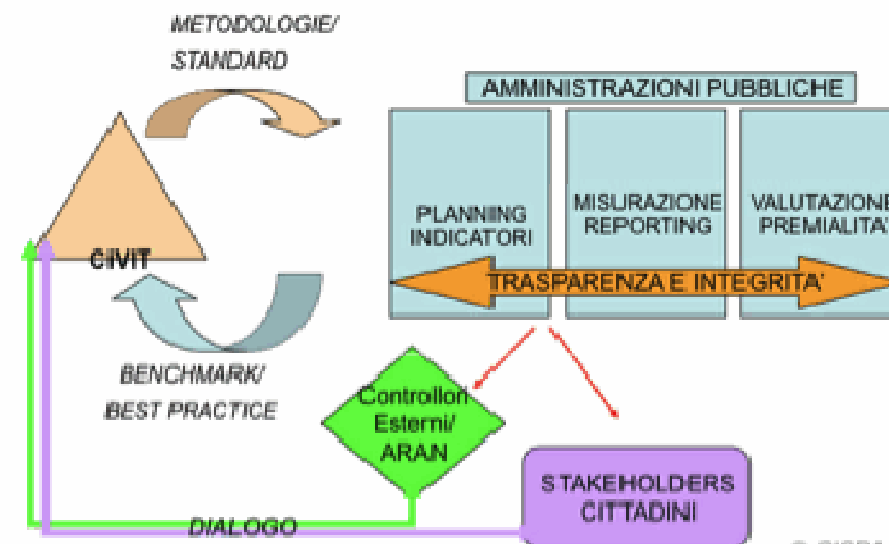 METODOLOGIE/
STANDARD
AMMINISTRAZIONI PUBBLICHE
PLANNING
INDICATORI
MISURAZIONE
REPORTING
VALUTAZIONE
PREMIALITA'
CiVIT
TRASPARENZA E INTEGRITA'
BENCHMARK/
BEST PRACTICE
Controllori
Esterni/
ARAN
STAKEHOLDERS
CITTADINI
DIALOGO